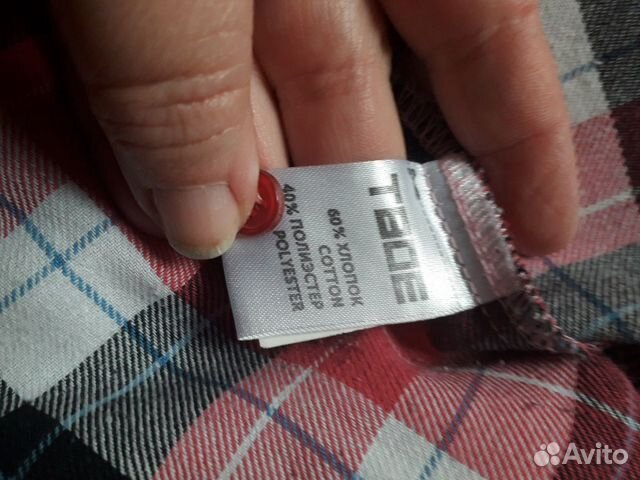 ТВОЕ
60% ХЛОПОК
COTTON
40% ПОЛИЭСТЕР
POLYESTER
Avito